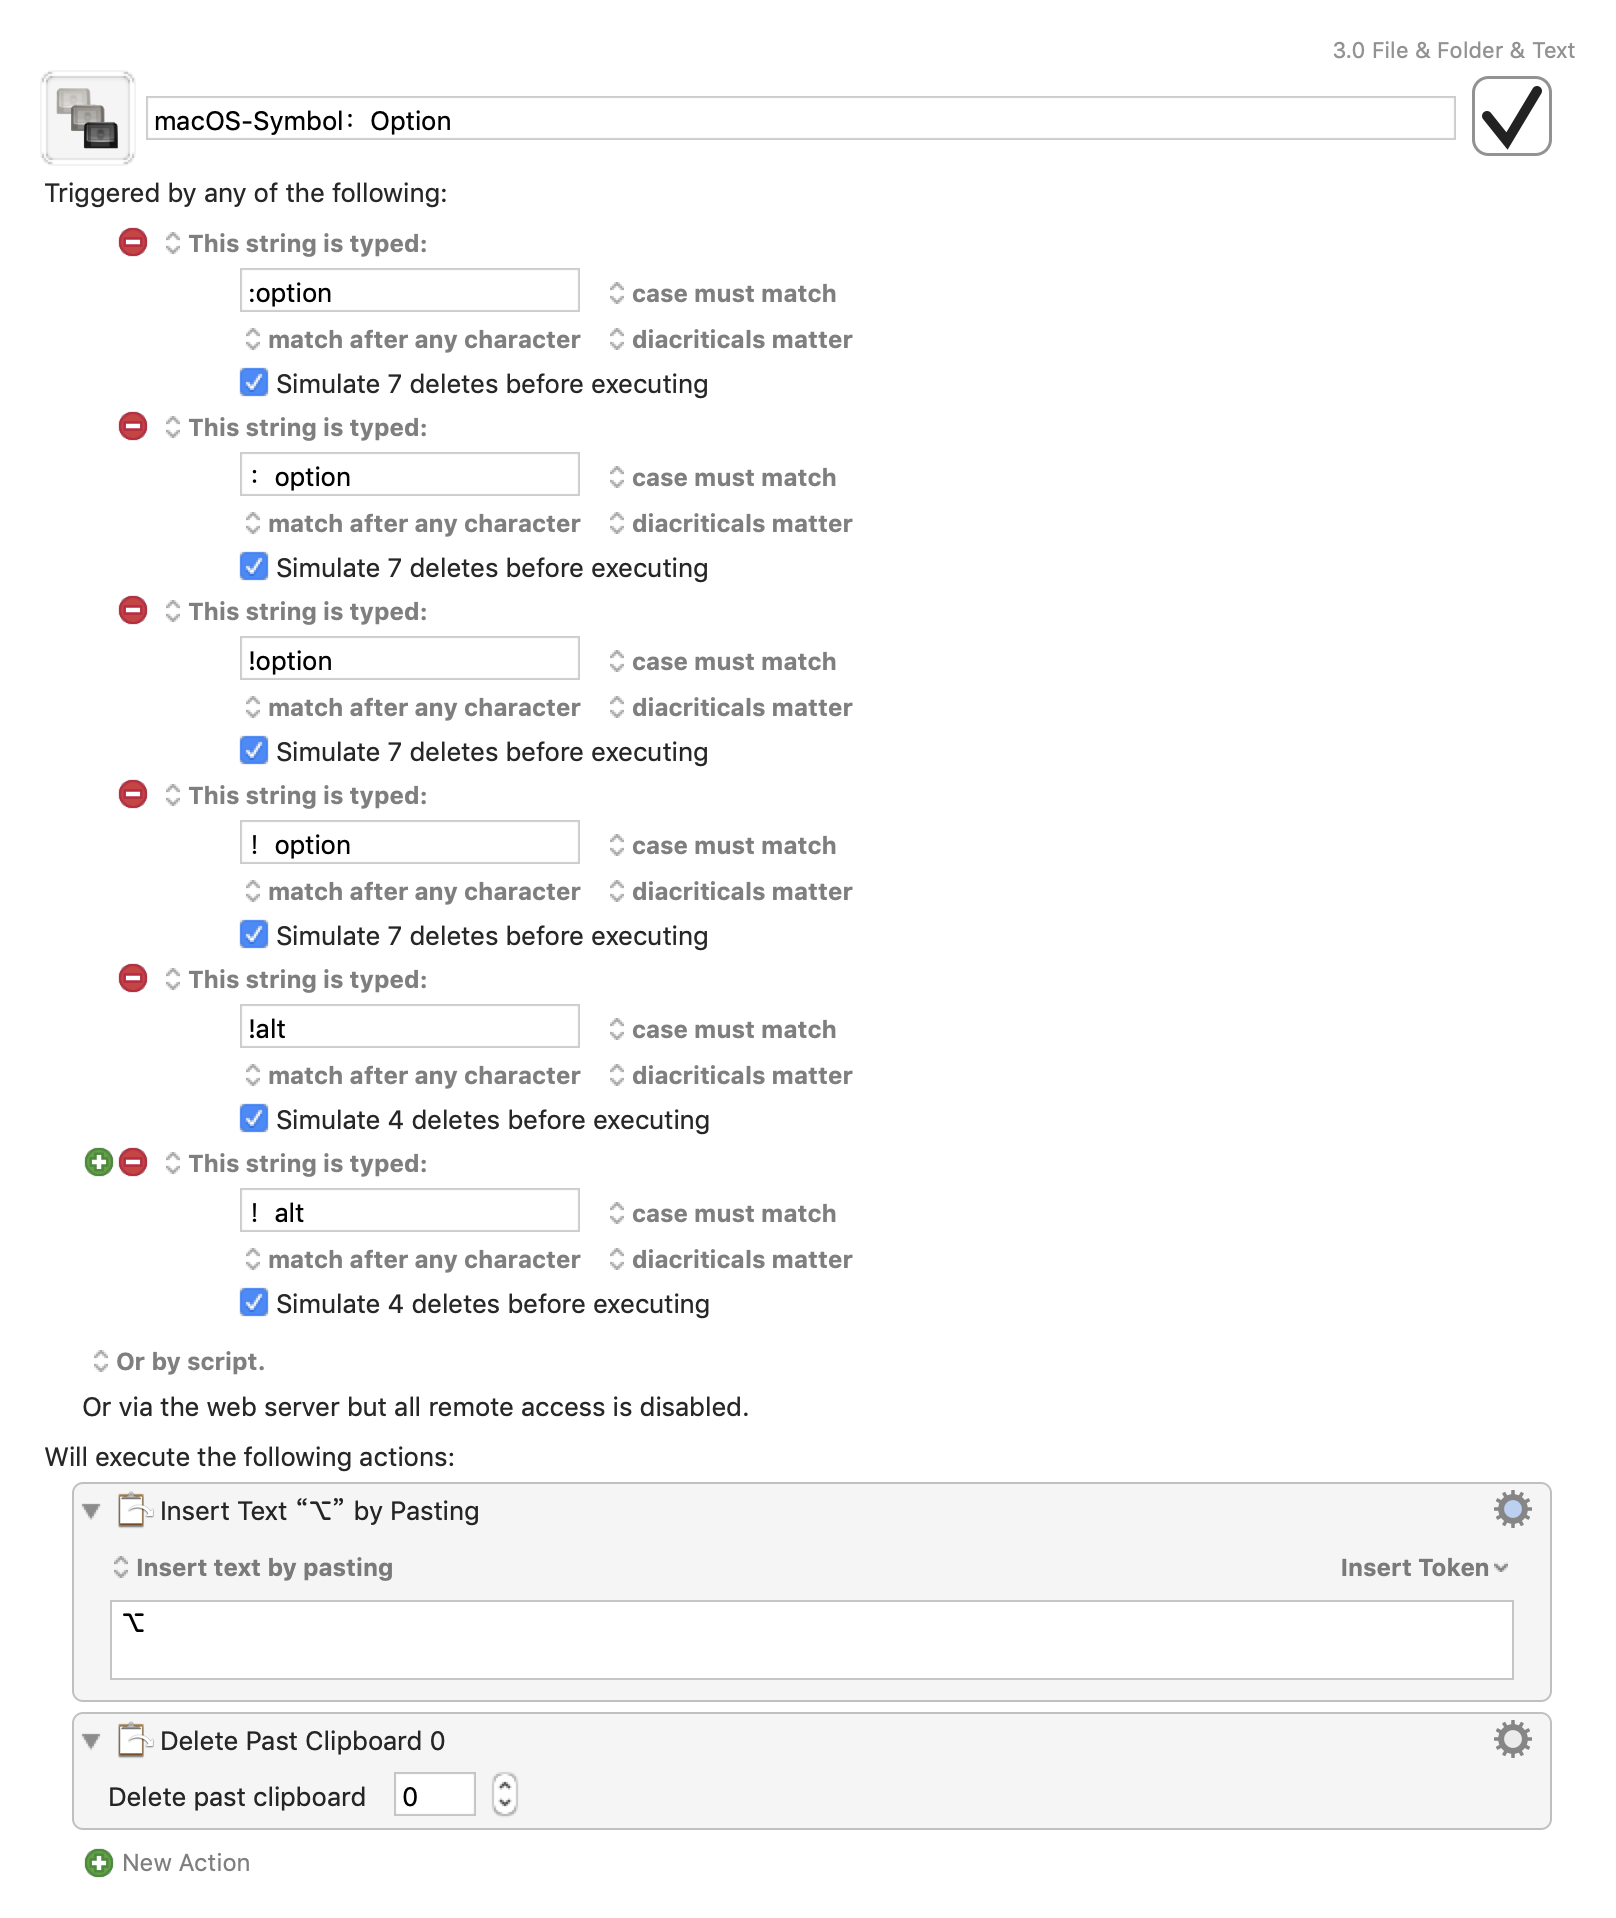 3.0 File & Folder & Text
macOS-Symbol：Option
Triggered by any of the following:
This string is typed:
:option case must match
match after any character diacriticals matter
Simulate 7 deletes before executing
This string is typed:
：option case must match
match after any character diacriticals matter
Simulate 7 deletes before executing
This string is typed:
!option case must match
match after any character diacriticals matter
Simulate 7 deletes before executing
This string is typed:
！option case must match
match after any character diacriticals matter
Simulate 7 deletes before executing
This string is typed:
!alt case must match
match after any character diacriticals matter
Simulate 4 deletes before executing
This string is typed:
！alt case must match
match after any character diacriticals matter
Simulate 4 deletes before executing
Or by script.
Or via the web server but all remote access is disabled.
Will execute the following actions:
Insert Text “⌥” by Pasting
Insert text by pasting Insert Token
⌥
Delete Past Clipboard 0
Delete past clipboard 0
New Action